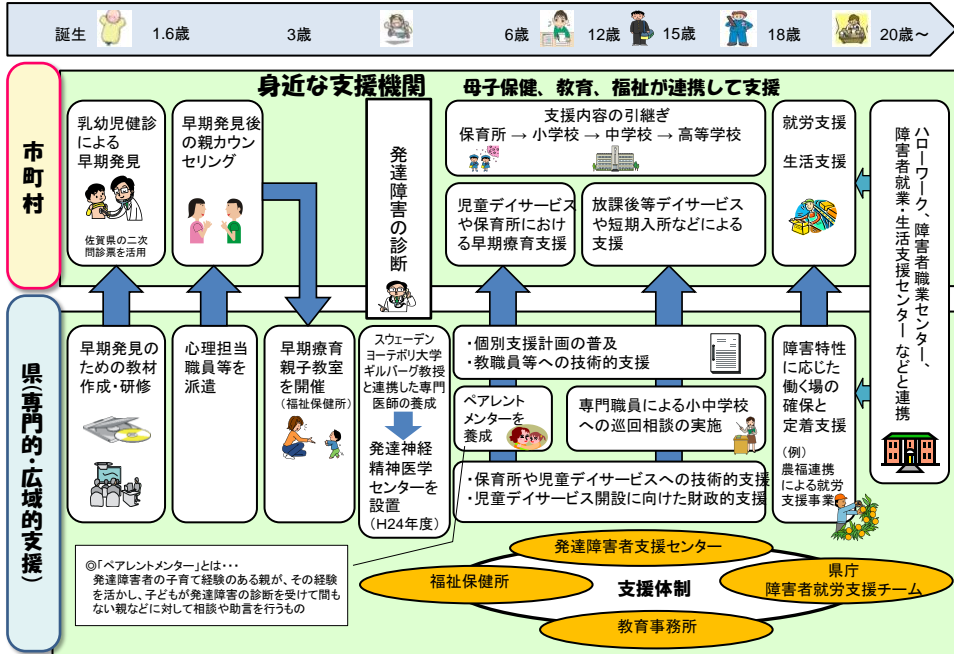 誕生
1.6歳
3歳
6歳
12歳
15歳
18歳
20歳～
市町村
身近な支援機関
母子保健、教育、福祉が連携して支援
乳幼児健診
による
早期発見
佐賀県の二次
問診票を活用
早期発見後
の親カウン
セリング
発達障害の診断
支援内容の引継ぎ
保育所 → 小学校 → 中学校 → 高等学校
児童デイサービス
や保育所におけ
る早期療育支援
放課後等デイサービス
や短期入所などによる
支援
就労支援
生活支援
ハローワーク、障害者職業センター、
障害者就業・生活支援センター などと連携
県(専門的・広域的支援)
早期発見の
ための教材
作成・研修
心理担当
職員等を
派遣
早期療育
親子教室
を開催
(福祉保健所)
スウェーデン
ヨーテボリ大学
ギルバーグ教授
と連携した専門
医師の養成
発達神経
精神医学
センターを
設置
(H24年度)
・個別支援計画の普及
・教職員等への技術的支援
ペアレント
メンターを
養成
専門職員による小中学校
への巡回相談の実施
・保育所や児童デイサービスへの技術的支援
・児童デイサービス開設に向けた財政的支援
障害特性
に応じた
働く場の
確保と
定着支援
(例)
農福連携
による就労
支援事業
◎「ペアレントメンター」とは・・・
発達障害者の子育て経験のある親が、その経験
を活かし、子どもが発達障害の診断を受けて間も
ない親などに対して相談や助言を行うもの
発達障害者支援センター
福祉保健所
支援体制
県庁
障害者就労支援チーム
教育事務所